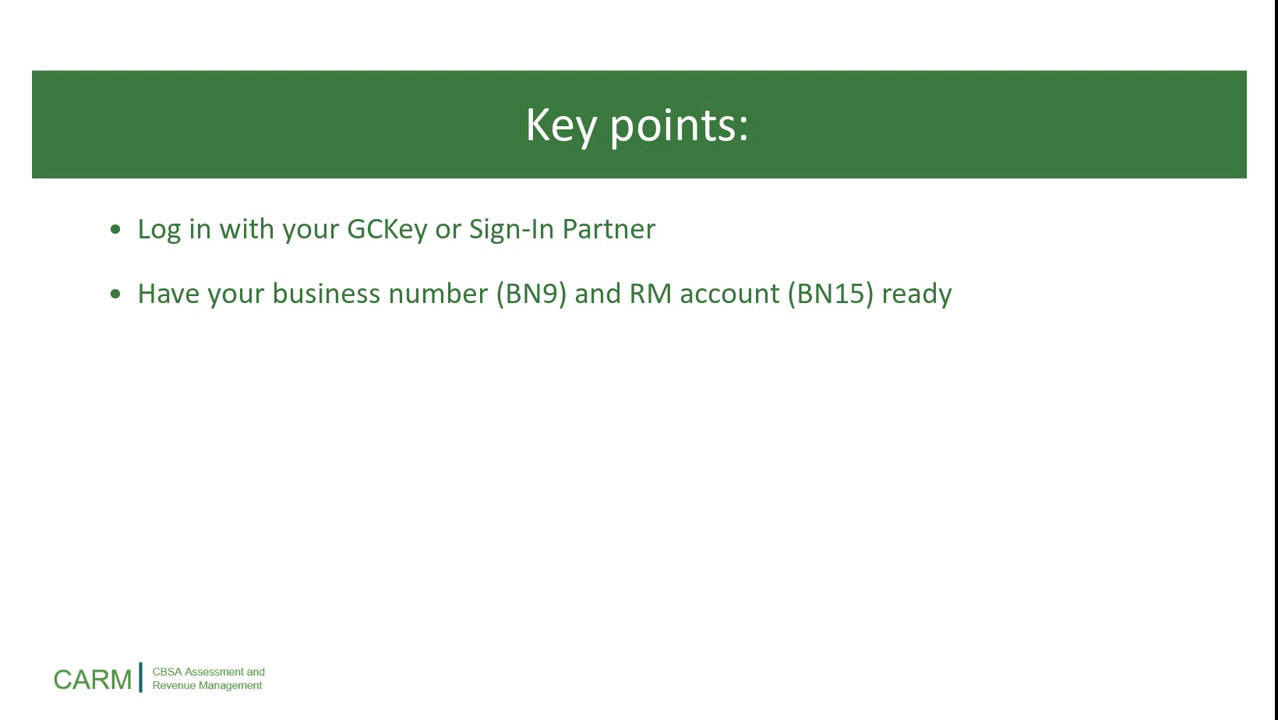 Key points:
• Log in with your GCKey or Sign-In Partner
• Have your business number (BN9) and RM account (BN15) ready
CARM
CBSA Assessment and
Revenue Management